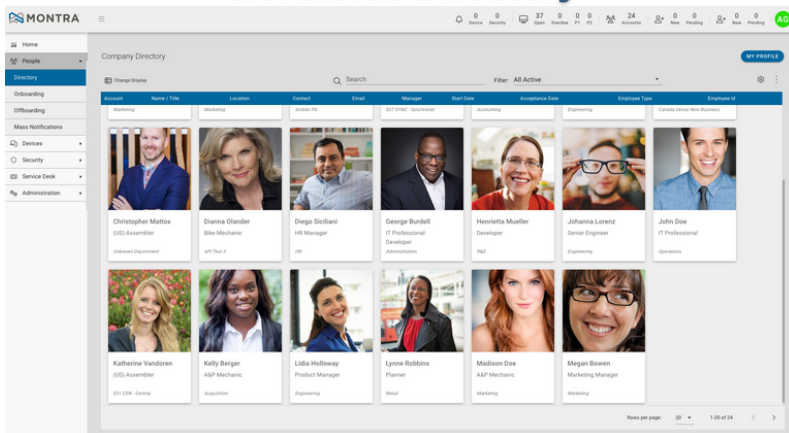 MONTRA
0 Device 0 Security 37 Open 0 Overdue 0 P1 0 P2 24 Accounts 0 New 0 Pending 0 New 0 Pending AG
Home
People
Directory
Onboarding
Offboarding
Mass Notifications
Devices
Security
Service Desk
Administration
Company Directory
MY PROFILE
Change Display
Search
Filter: All Active
Account Name / Title Location Contact Email Manager Start Date Acceptance Date Employee Type Employee Id
Marketing Marketing Accounting Engineering Canada Venue New Business
Christopher Mattox Dianna Olander Diego Siciliani George Burdell Henrietta Mueller Johanna Lorenz John Doe
(US) Assembler Bike Mechanic HR Manager IT Professional Developer Senior Engineer IT Professional
Developer
Unknown Department API Test 3 HR Administration R&D Engineering Operations
Katherine Vandoren Kelly Berger Lidia Holloway Lynne Robbins Madison Doe Megan Bowen
(US) Assembler A&P Mechanic Product Manager Planner A&P Mechanic Marketing Manager
Acquisition Engineering Retail Marketing Marketing
Rows per page: 20 1-20 of 24